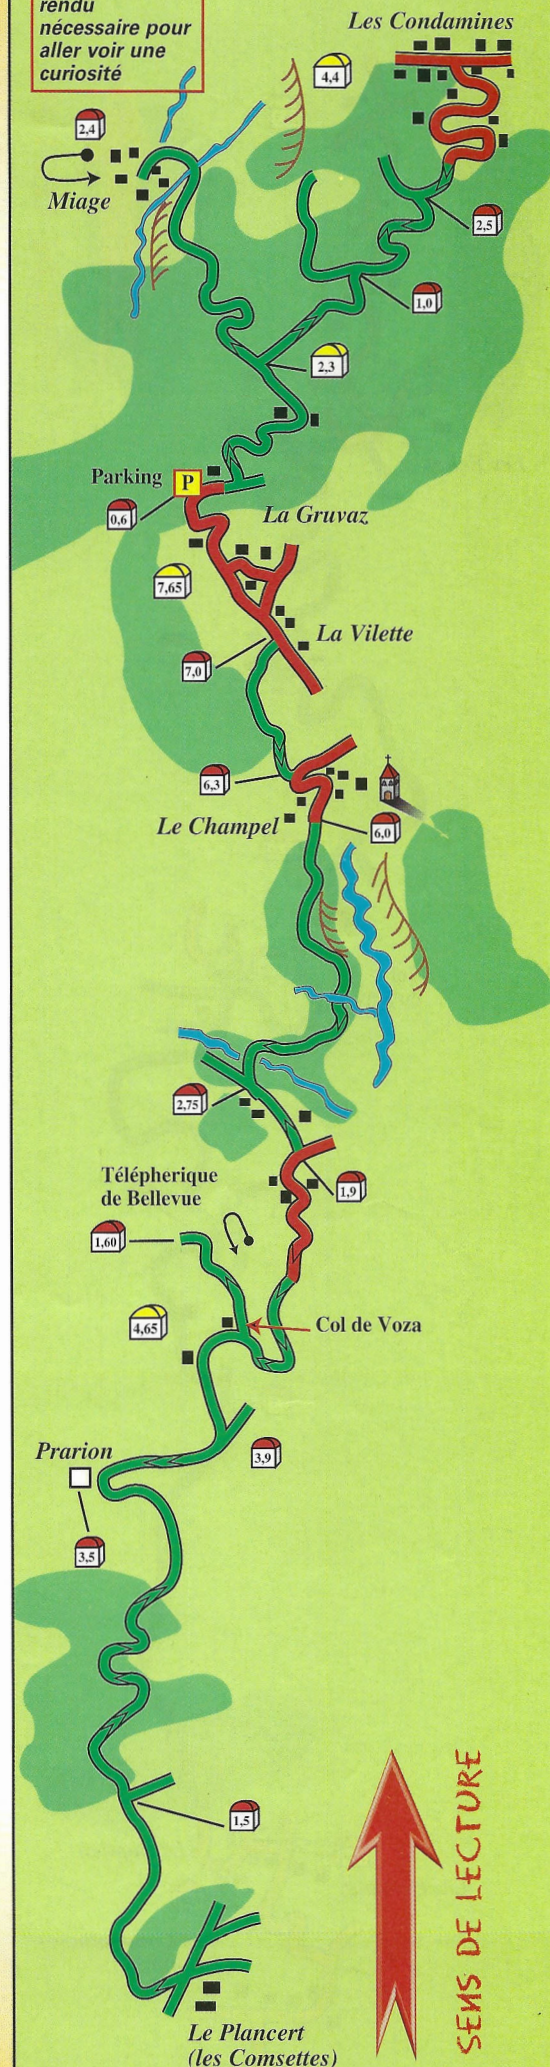 rendu
nécessaire pour
aller voir une
curiosité
Les Condamines
4,4
2,4
Miage
2,5
1,0
2,3
Parking
P
0,6
La Gruvaz
7,65
La Vilette
7,0
6,3
Le Champel
6,0
2,75
1,9
Télépherique
de Bellevue
1,60
4,65
Col de Voza
Prarion
3,9
3,5
1,5
SENS DE LECTURE
Le Plancert
(les Comsettes)